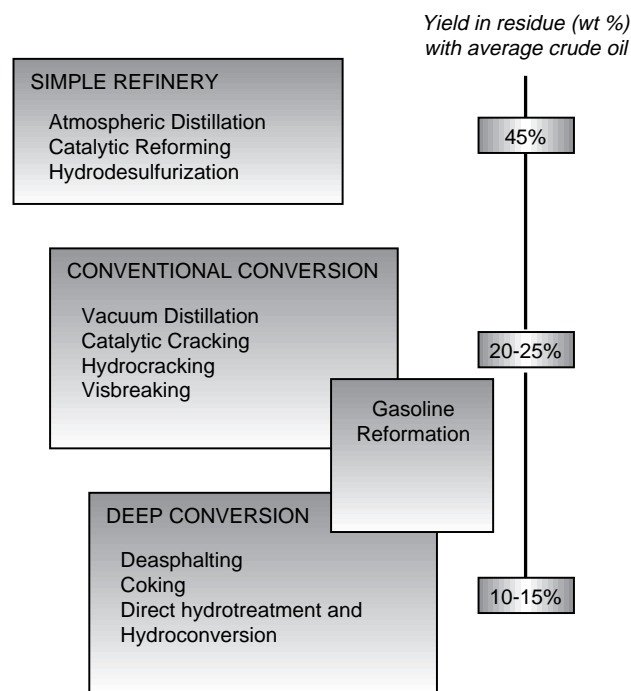 Yield in residue (wt %)
with average crude oil
SIMPLE REFINERY
Atmospheric Distillation
Catalytic Reforming
Hydrodesulfurization
45%
CONVENTIONAL CONVERSION
Vacuum Distillation
Catalytic Cracking
Hydrocracking
Visbreaking
20-25%
Gasoline
Reformation
DEEP CONVERSION
Deasphalting
Coking
Direct hydrotreatment and
Hydroconversion
10-15%